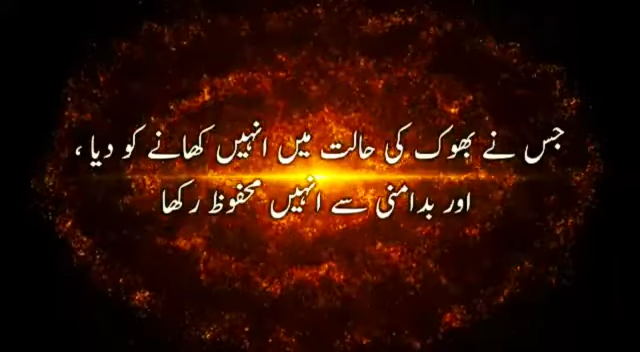 جس نے بھوک کی حالت میں انہیں کھانے کو دیا ،
اور بدامنی سے انہیں محفوظ رکھا